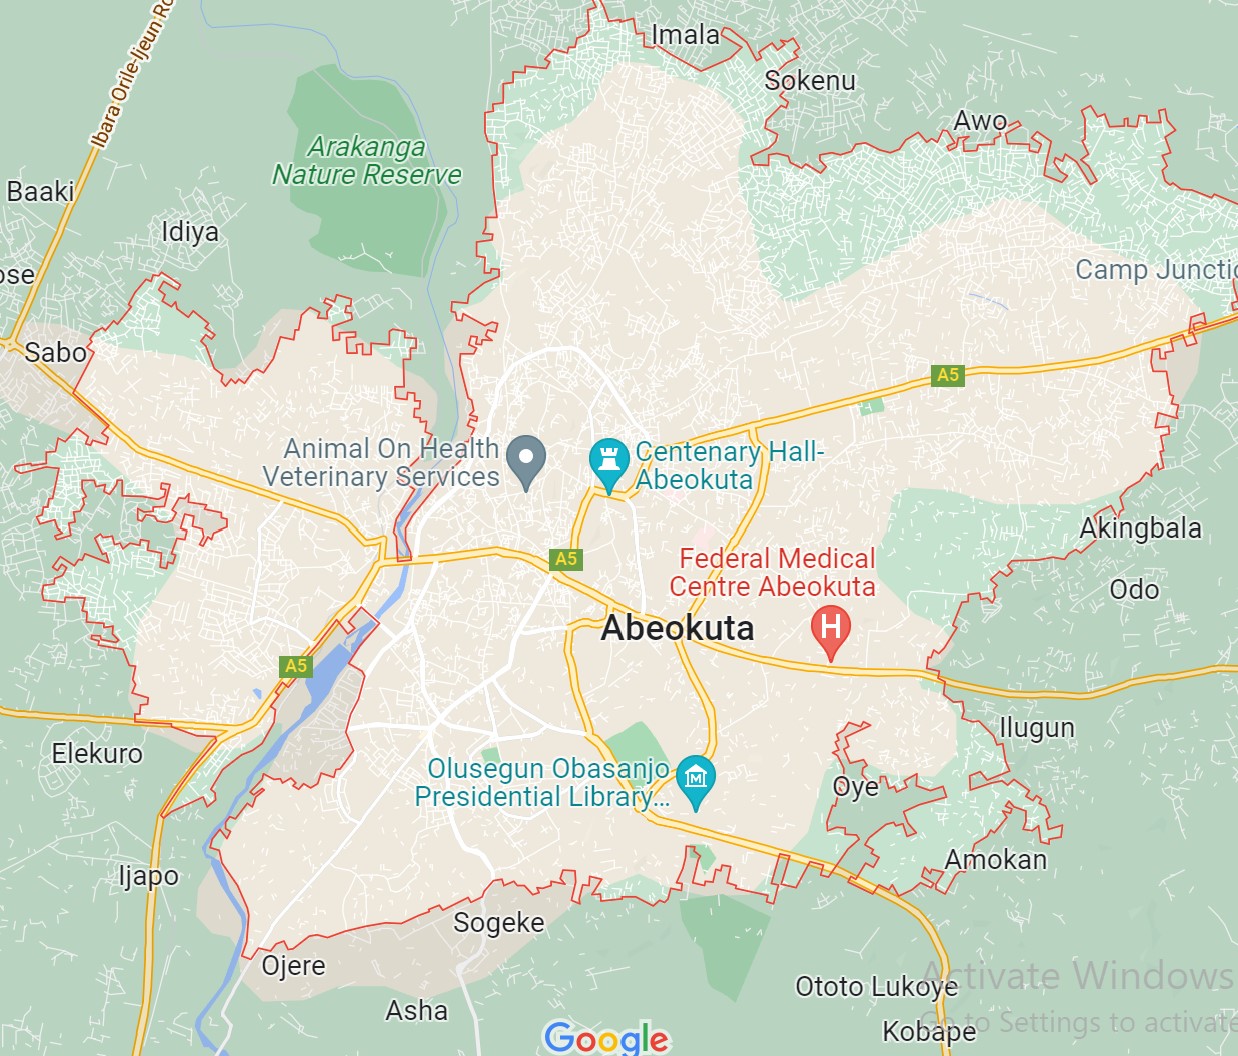 Imala
Sokenu
Ibara Orile-Ijeun Ro
Awo
Arakanga
Nature Reserve
Baaki
Idiya
ose
Camp Junctio
Sabo
A5
Animal On Health
Veterinary Services
Centenary Hall-
Abeokuta
Akingbala
A5
Federal Medical
Centre Abeokuta
H
Odo
Abeokuta
A5
Ilugun
Elekuro
Olusegun Obasanjo
Presidential Library...
M
Oye
Amokan
Ijapo
Sogeke
Ojere
Asha
Ototo Lukoye
Activate Windows
Go to Settings to activate
Kobape
Google